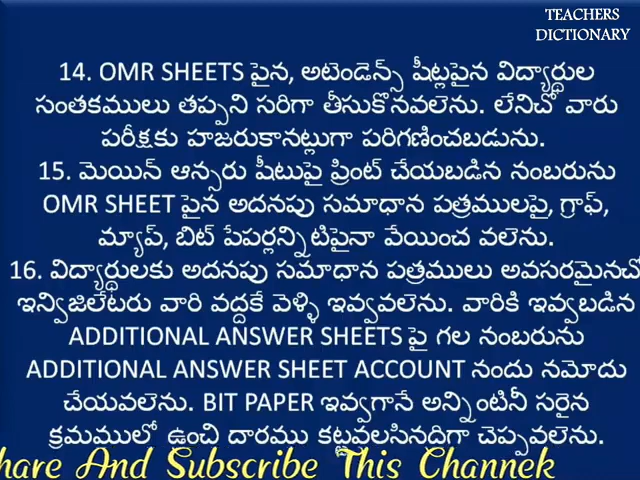 TEACHERS
DICTIONARY
14. OMR SHEETS పైన, అటెండెన్స్ షీట్లపైన విద్యార్థుల
సంతకములు తప్పని సరిగా తీసుకొనవలెను. లేనిచో వారు
పరీక్షకు హాజరుకానట్లుగా పరిగణించబడును.
15. మెయిన్ ఆన్సరు షీటుపై ప్రింట్ చేయబడిన నంబరును
OMR SHEET పైన అదనపు సమాధాన పత్రములపై, గ్రాఫ్,
మ్యాప్, బిట్ పేపర్లన్నిటిపైనా వేయించ వలెను.
16. విద్యార్థులకు అదనపు సమాధాన పత్రములు అవసరమైనచో
ఇన్విజిలేటరు వారి వద్దకే వెళ్ళి ఇవ్వవలెను. వారికి ఇవ్వబడిన
ADDITIONAL ANSWER SHEETS పై గల నంబరును
ADDITIONAL ANSWER SHEET ACCOUNT నందు నమోదు
చేయవలెను. BIT PAPER ఇవ్వగానే అన్నింటినీ సరైన
క్రమములో ఉంచి దారము కట్టవలసినదిగా చెప్పవలెను.
hare And Subscribe This Channek